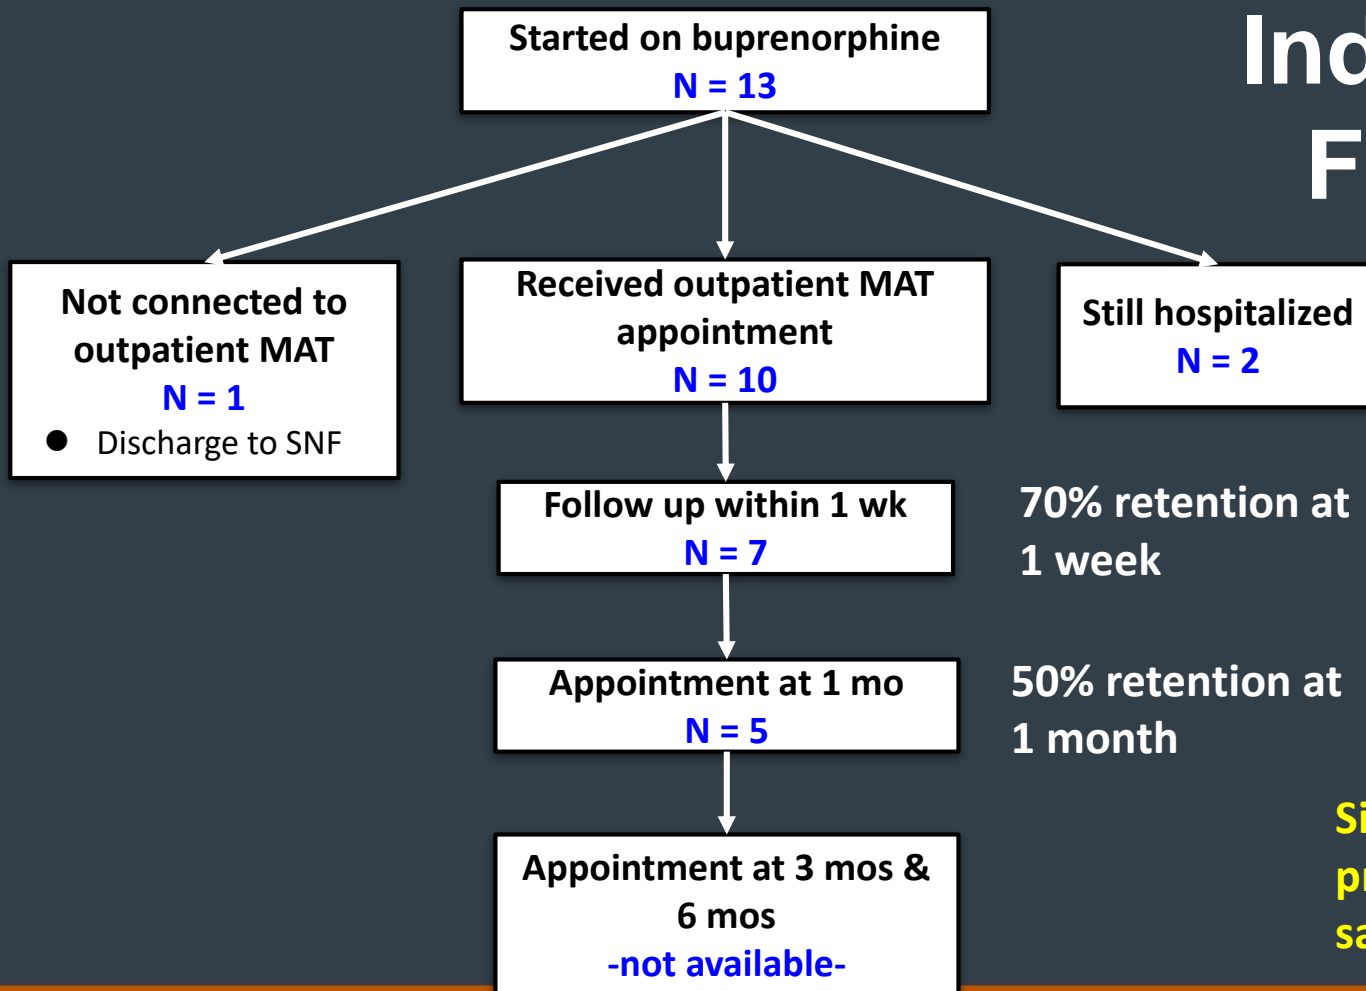 Started on buprenorphine
N = 13
Not connected to
outpatient MAT
N = 1
● Discharge to SNF
Received outpatient MAT
appointment
N = 10
Still hospitalized
N = 2
Follow up within 1 wk
N = 7
70% retention at
1 week
Appointment at 1 mo
N = 5
50% retention at
1 month
Appointment at 3 mos &
6 mos
-not available-